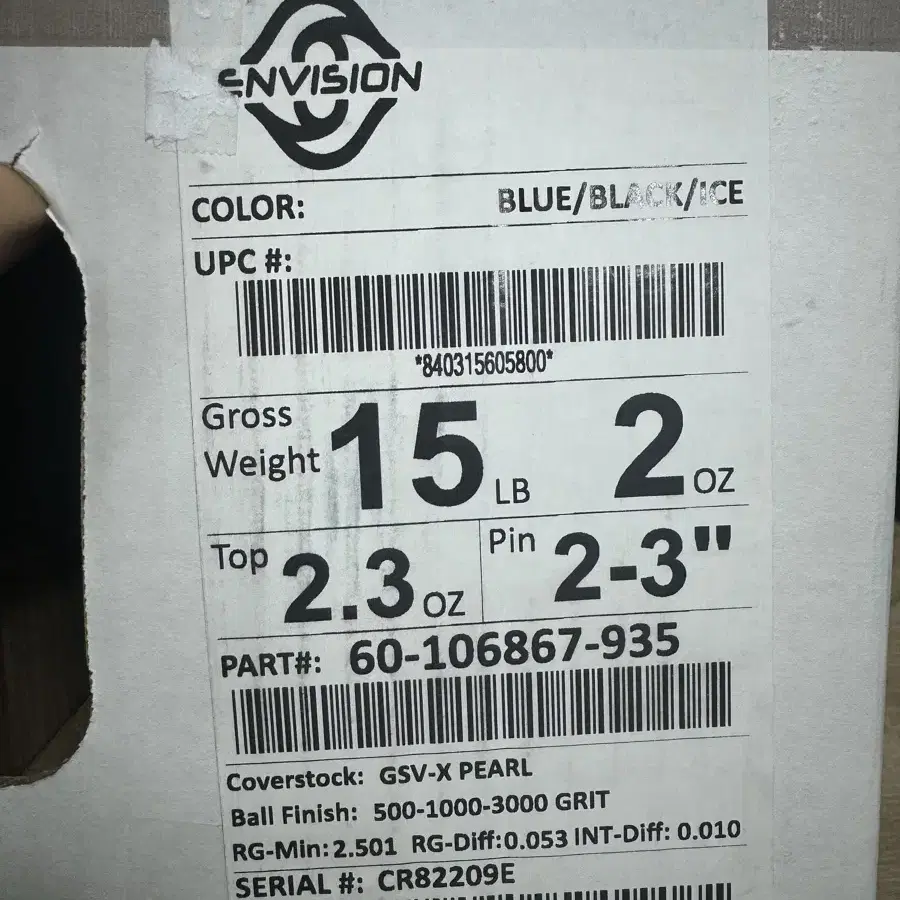 ENVISION
COLOR: BLUE/BLACK/ICE
UPC #:
*840315605800*
Gross Weight 15 LB 2 OZ
Top 2.3 OZ Pin 2-3"
PART#: 60-106867-935
Coverstock: GSV-X PEARL
Ball Finish: 500-1000-3000 GRIT
RG-Min: 2.501 RG-Diff:0.053 INT-Diff: 0.010
SERIAL #: CR82209E